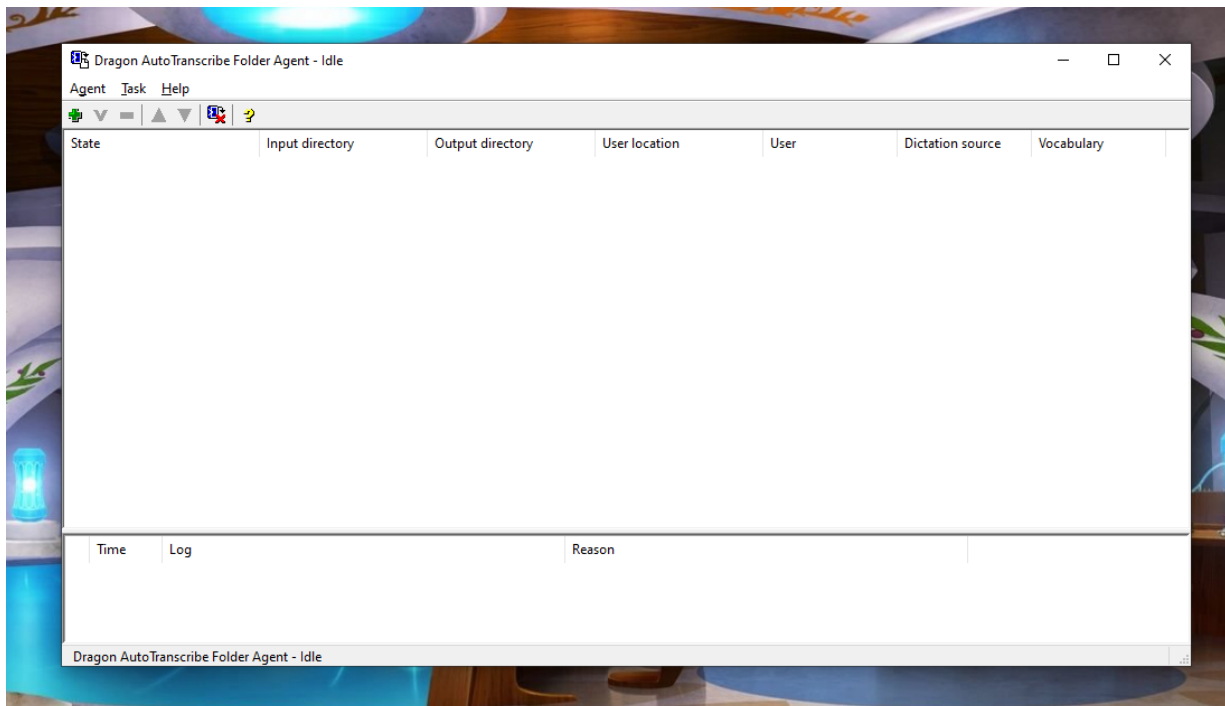 Dragon AutoTranscribe Folder Agent - Idle
Agent Task Help
State Input directory Output directory User location User Dictation source Vocabulary
Time Log Reason
Dragon AutoTranscribe Folder Agent - Idle